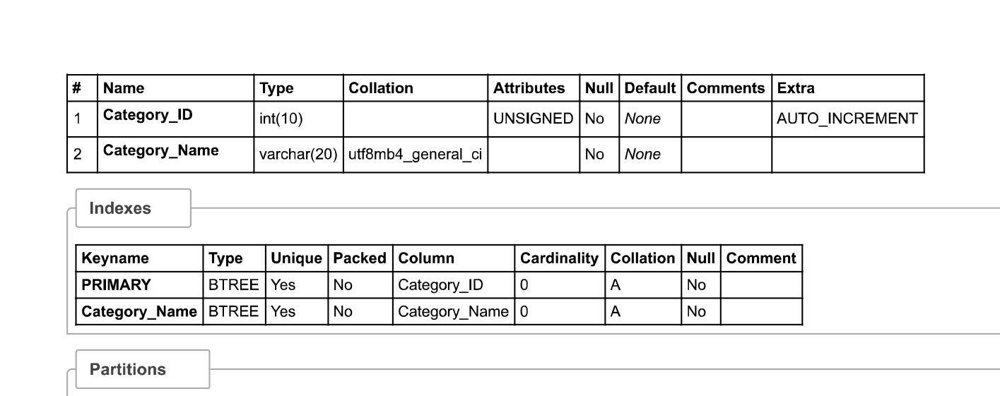 # Name Type Collation Attributes Null Default Comments Extra
1 Category_ID int(10) UNSIGNED No None AUTO_INCREMENT
2 Category_Name varchar(20) utf8mb4_general_ci No None
Indexes
Keyname Type Unique Packed Column Cardinality Collation Null Comment
PRIMARY BTREE Yes No Category_ID 0 A No
Category_Name BTREE Yes No Category_Name 0 A No
Partitions